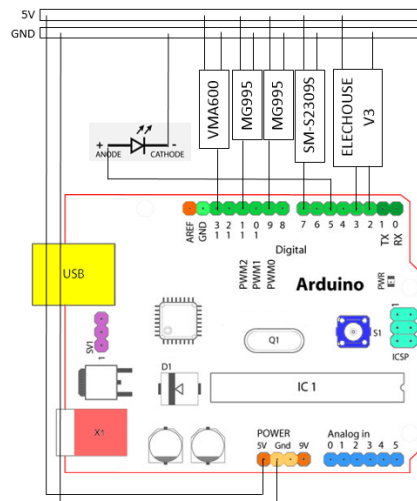 5V
GND
VMA600
MG995
MG995
SM-S2309S
ELECHOUSE
V3
+ -
ANODE CATHODE
AREF
GND
13
12
11
10
9
8
7
6
5
4
3
2
1
0
TX
RX
Digital
PWM2
PWM1
PWM0
USB
Arduino
PWR
SV1
1
Q1
S1
1
ICSP
D1
IC 1
X1
POWER
5V Gnd 9V
Analog in
0 1 2 3 4 5